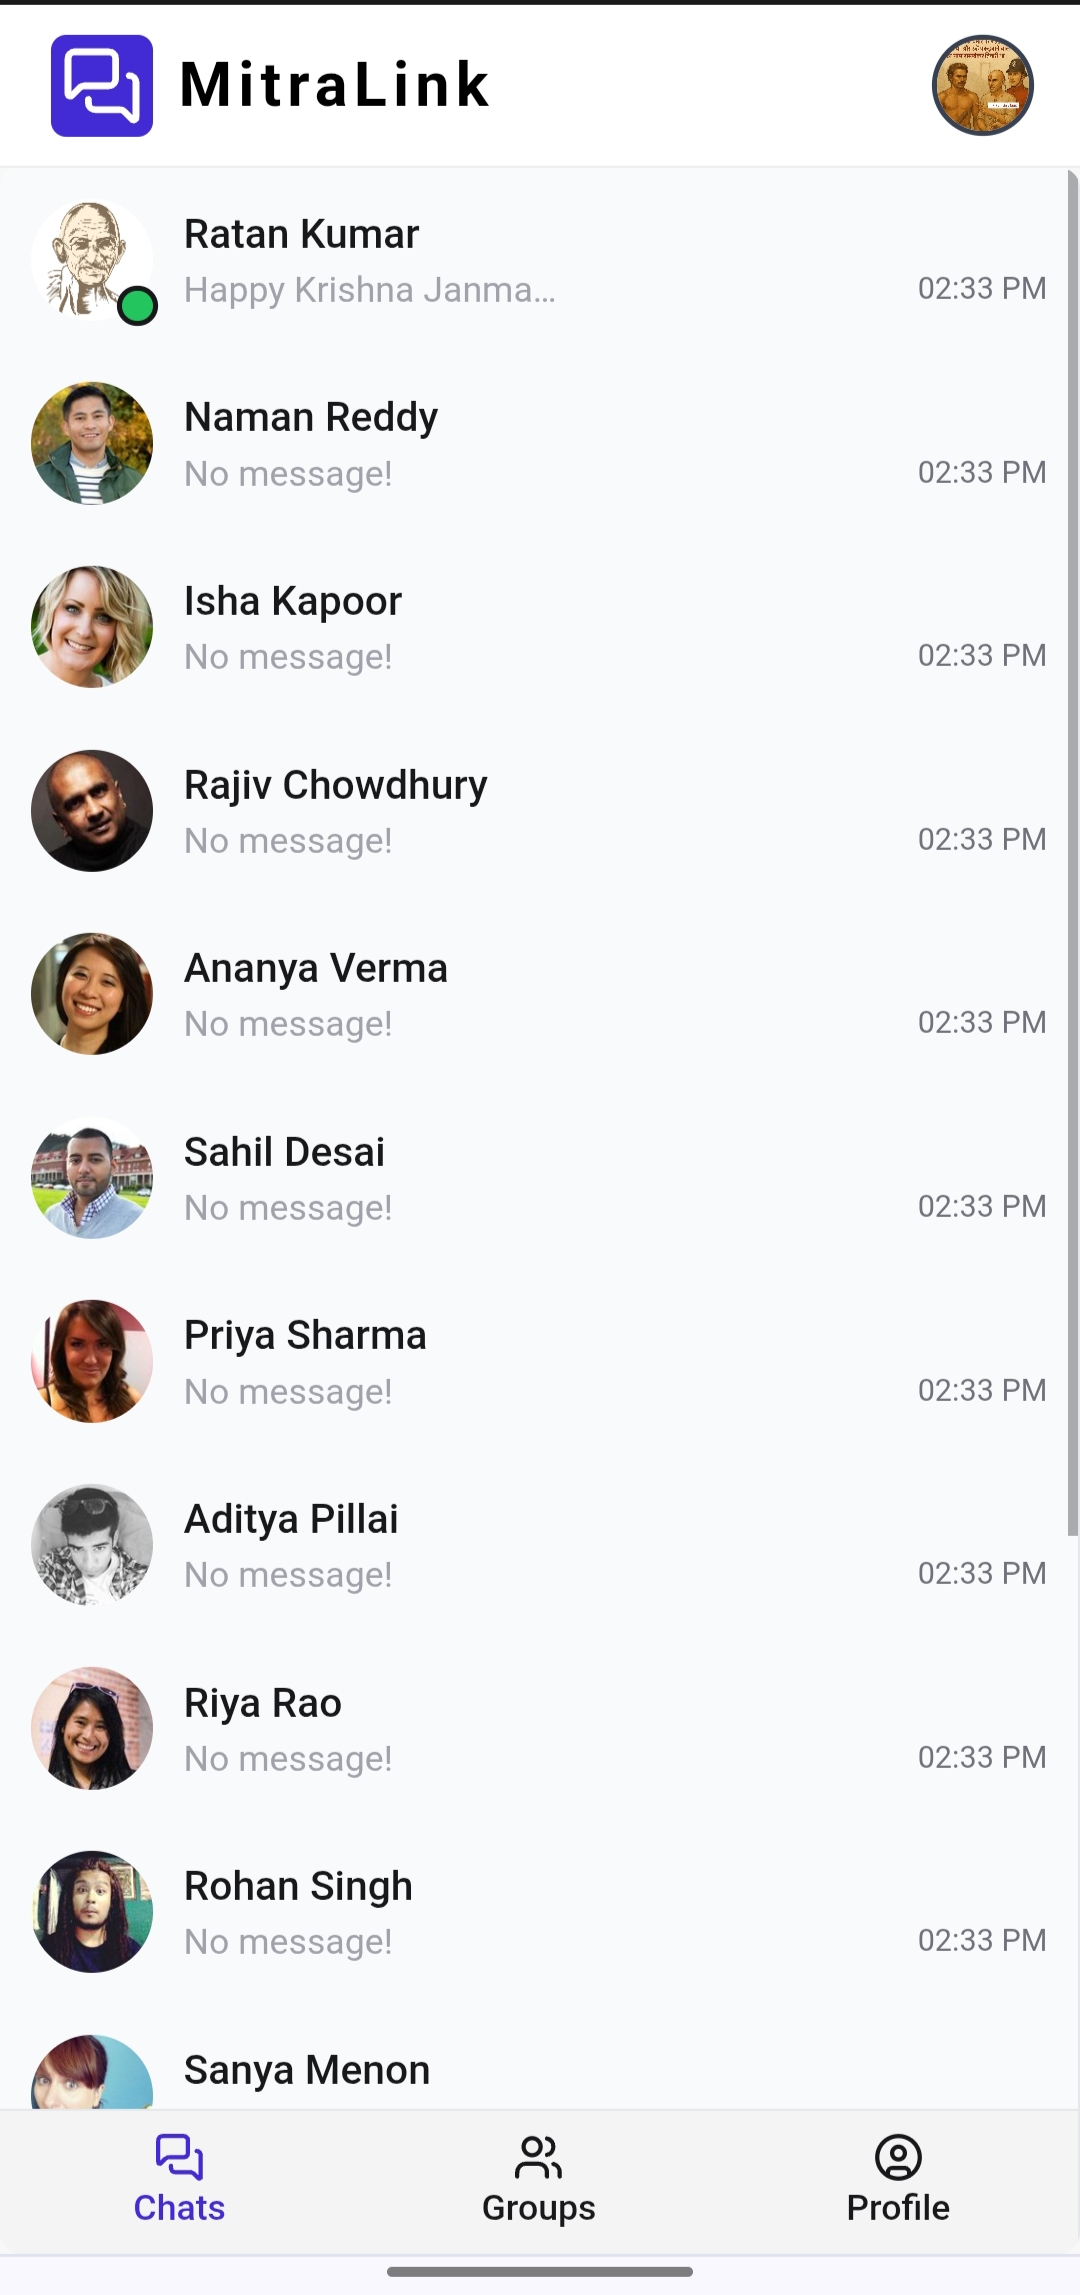 MitraLink
Ratan Kumar
Happy Krishna Janma...
02:33 PM
Naman Reddy
No message!
02:33 PM
Isha Kapoor
No message!
02:33 PM
Rajiv Chowdhury
No message!
02:33 PM
Ananya Verma
No message!
02:33 PM
Sahil Desai
No message!
02:33 PM
Priya Sharma
No message!
02:33 PM
Aditya Pillai
No message!
02:33 PM
Riya Rao
No message!
02:33 PM
Rohan Singh
No message!
02:33 PM
Sanya Menon
Chats
Groups
Profile